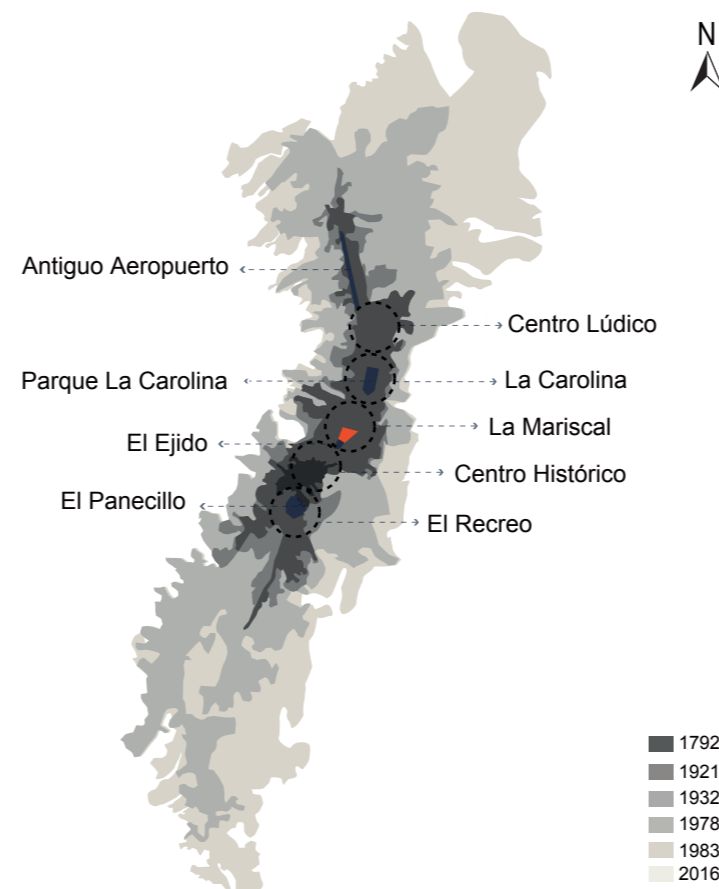 N
Antiguo Aeropuerto
Centro Lúdico
Parque La Carolina
La Carolina
La Mariscal
El Ejido
Centro Histórico
El Panecillo
El Recreo
1792
1921
1932
1978
1983
2016